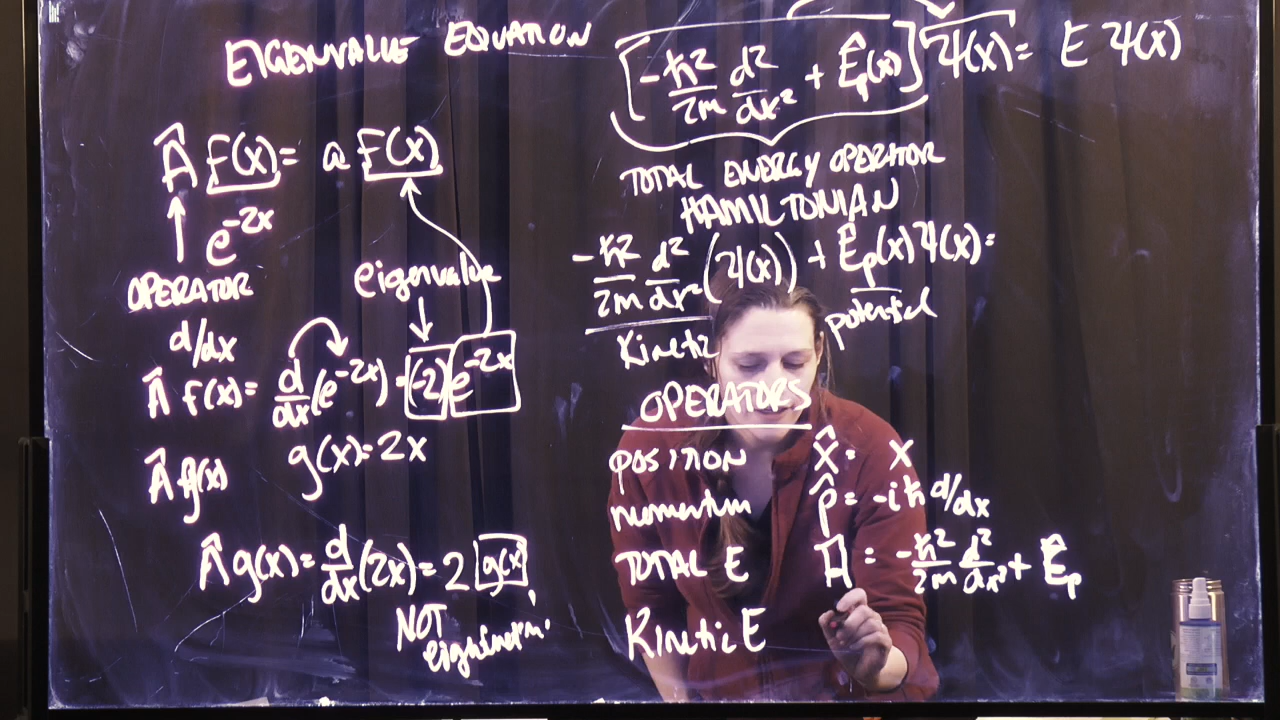 EIGENVALUE EQUATION
Â f(x) = a f(x)
e^-2x
OPERATOR
d/dx
eigenvalue
Â f(x) = d/dx (e^-2x) = (-2) e^-2x
g(x) = 2x
Â g(x)
Â g(x) = d/dx (2x) = 2 g(x)
NOT
[-ħ²/2m d²/dx² + Êp(x)] Ψ(x) = E Ψ(x)
TOTAL ENERGY OPERATOR
HAMILTONIAN
-ħ²/2m d²/dx² (Ψ(x)) + Ep(x) Ψ(x) =
Kinetic
potential
OPERATORS
POSITION x̂ = x
momentum p̂ = -iħ d/dx
TOTAL E Ĥ = -ħ²/2m d²/dx² + Êp
Kinetic E